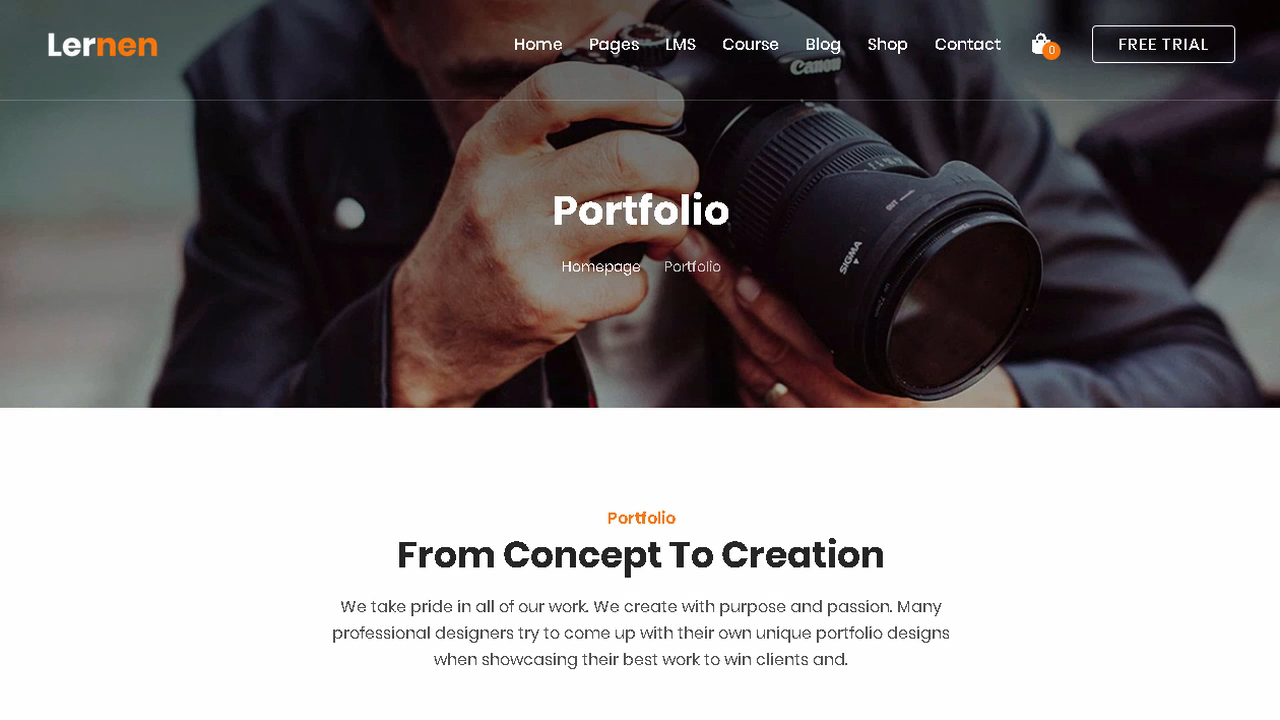 Lernen
Home Pages LMS Course Blog Shop Contact 0 FREE TRIAL
Canon
OUT
SIGMA
Portfolio
Homepage Portfolio
Portfolio
From Concept To Creation
We take pride in all of our work. We create with purpose and passion. Many
professional designers try to come up with their own unique portfolio designs
when showcasing their best work to win clients and.